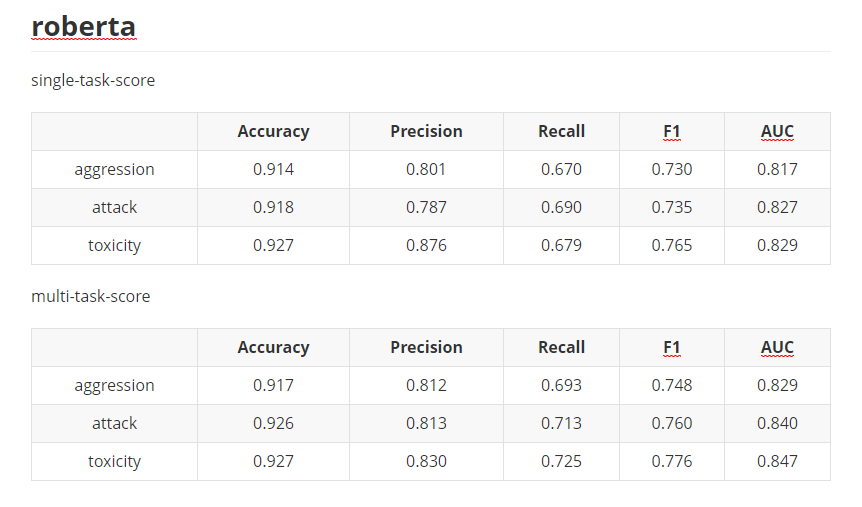 roberta
single-task-score
Accuracy Precision Recall F1 AUC
aggression 0.914 0.801 0.670 0.730 0.817
attack 0.918 0.787 0.690 0.735 0.827
toxicity 0.927 0.876 0.679 0.765 0.829
multi-task-score
Accuracy Precision Recall F1 AUC
aggression 0.917 0.812 0.693 0.748 0.829
attack 0.926 0.813 0.713 0.760 0.840
toxicity 0.927 0.830 0.725 0.776 0.847